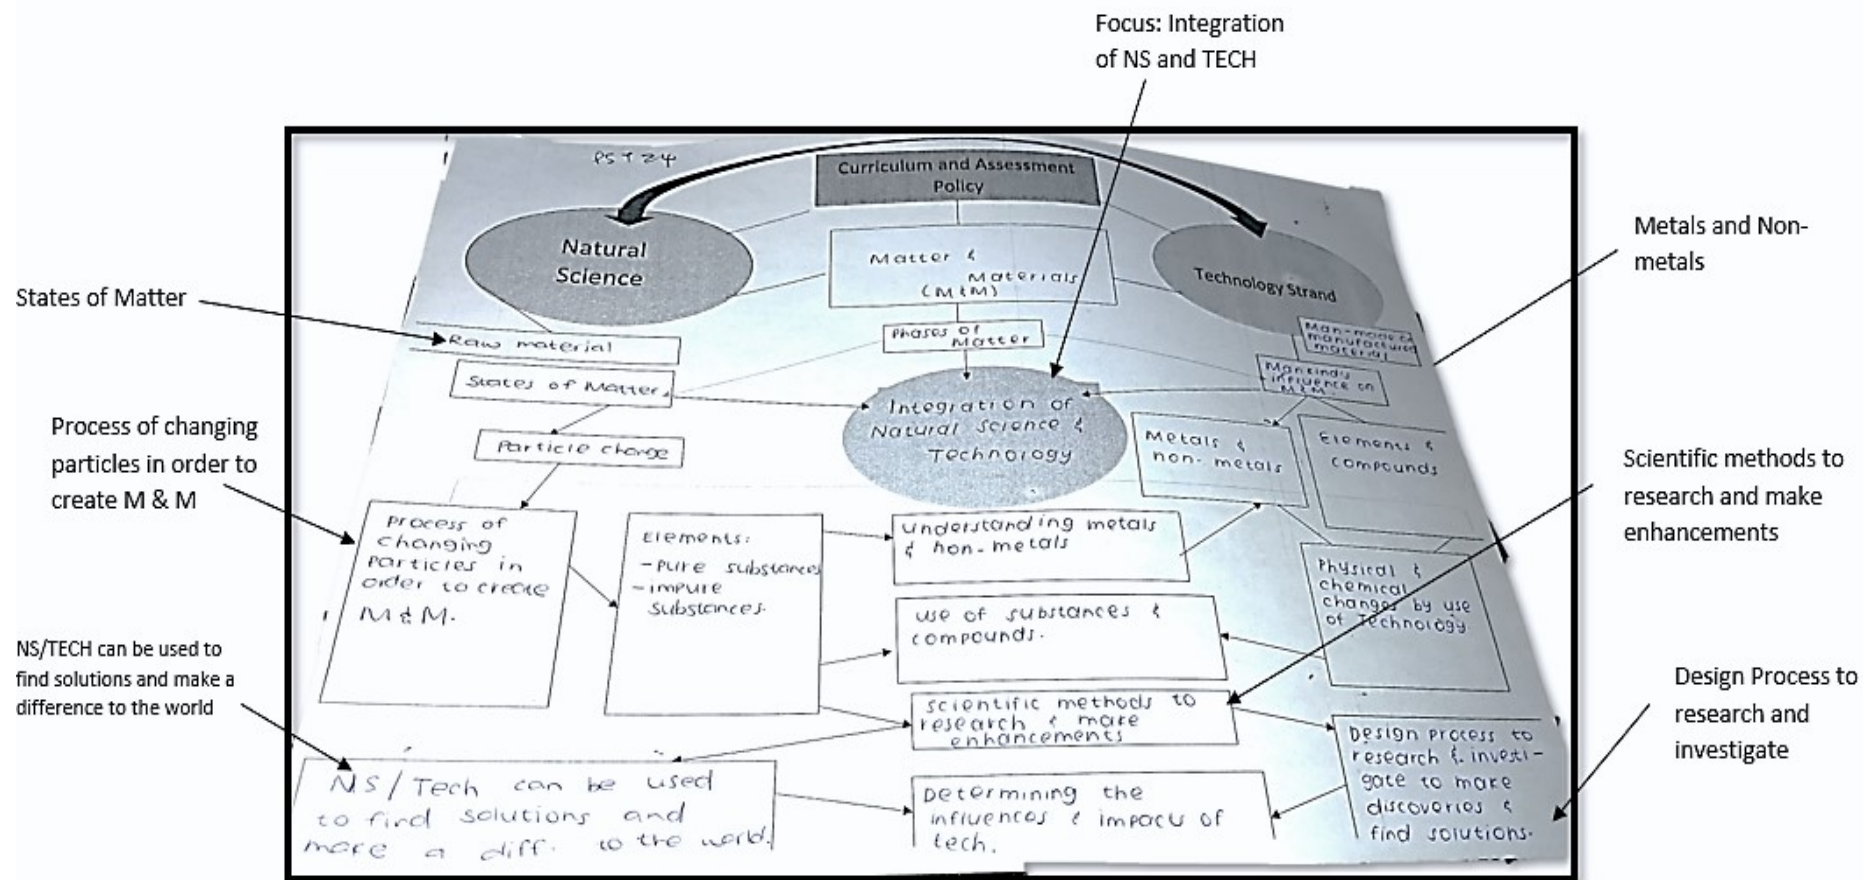 Focus: Integration
of NS and TECH
PST24
Curriculum and Assessment
Policy
Natural
Science
Matter &
Materials
(M&M)
Technology Strand
Metals and Non-
metals
States of Matter
Raw material
Phases of
Matter
Man-made or
manufactured
material
States of Matter
Mankinds
influence on
M&M.
Integration of
Natural Science &
Technology
Process of changing
particles in order to
create M & M
Particle change
Metals &
non-metals
Elements &
compounds
Scientific methods to
research and make
enhancements
Process of
changing
particles in
order to create
M&M.
Elements:
-pure substances
-impure
substances.
Understanding metals
& non-metals
Physical &
chemical
changes by use
of Technology
use of substances &
compounds.
NS/TECH can be used to
find solutions and make a
difference to the world
Design Process to
research and
investigate
scientific methods to
research & make
enhancements
Design process to
research & investi-
gate to make
discoveries &
find solutions.
NS/Tech can be used
to find solutions and
make a diff. to the world.
Determining the
influences & impacts of
tech.